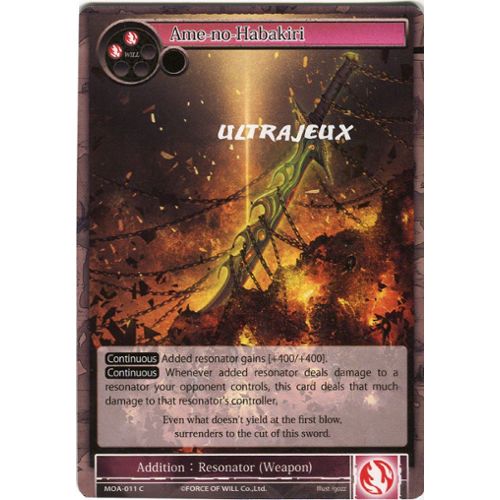 Ame-no-Habakiri
WILL
ULTRAJEUX
Continuous Added resonator gains [+400/+400].
Continuous Whenever added resonator deals damage to a
resonator your opponent controls, this card deals that much
damage to that resonator's controller.
Even what doesn't yield at the first blow,
surrenders to the cut of this sword.
Addition : Resonator (Weapon)
MOA-011 C
©FORCE OF WILL Co.,Ltd.